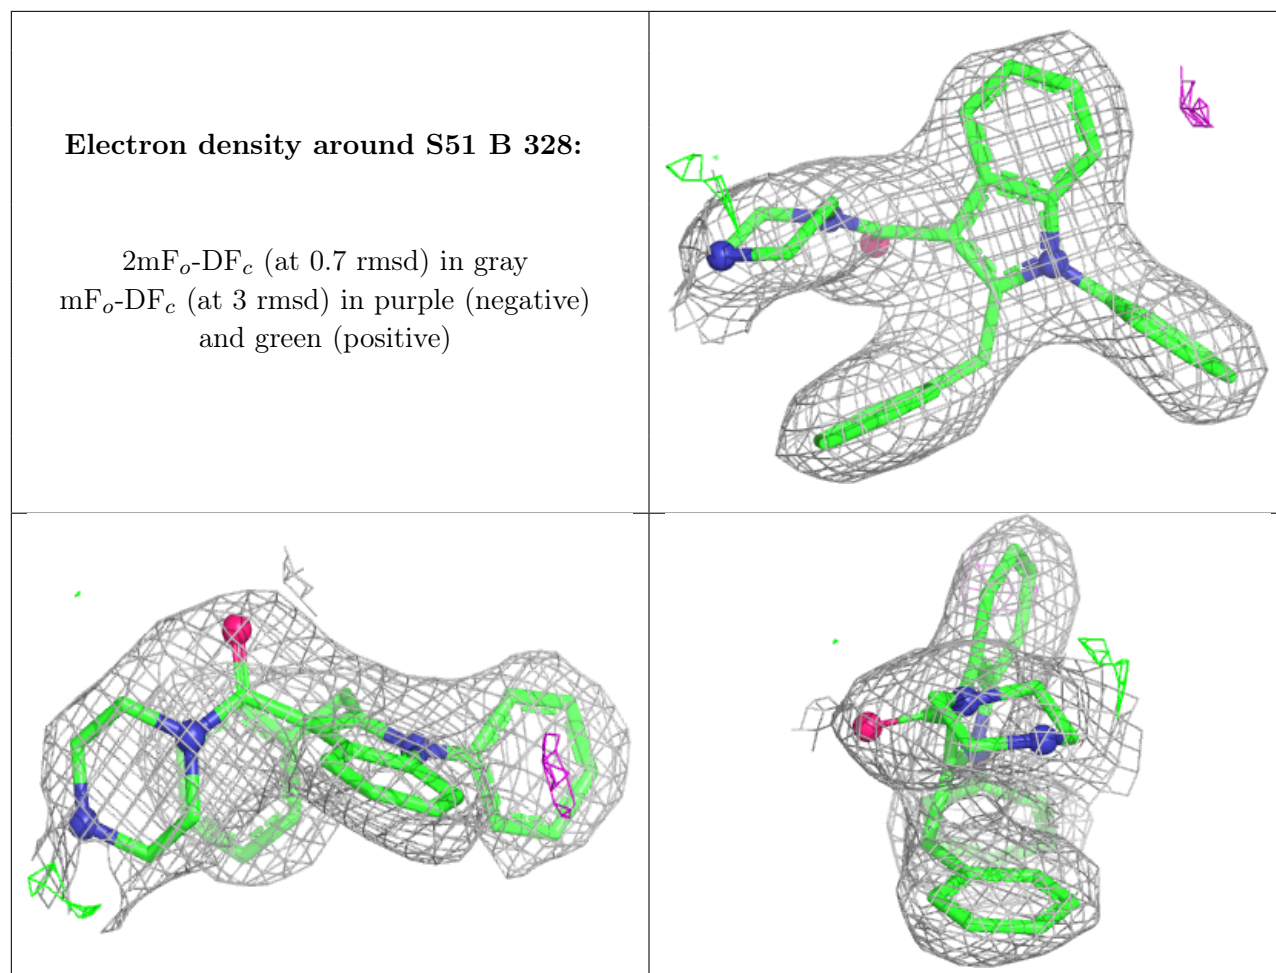 Electron density around S51 B 328:
2mFo-DFc (at 0.7 rmsd) in gray
mFo-DFc (at 3 rmsd) in purple (negative)
and green (positive)